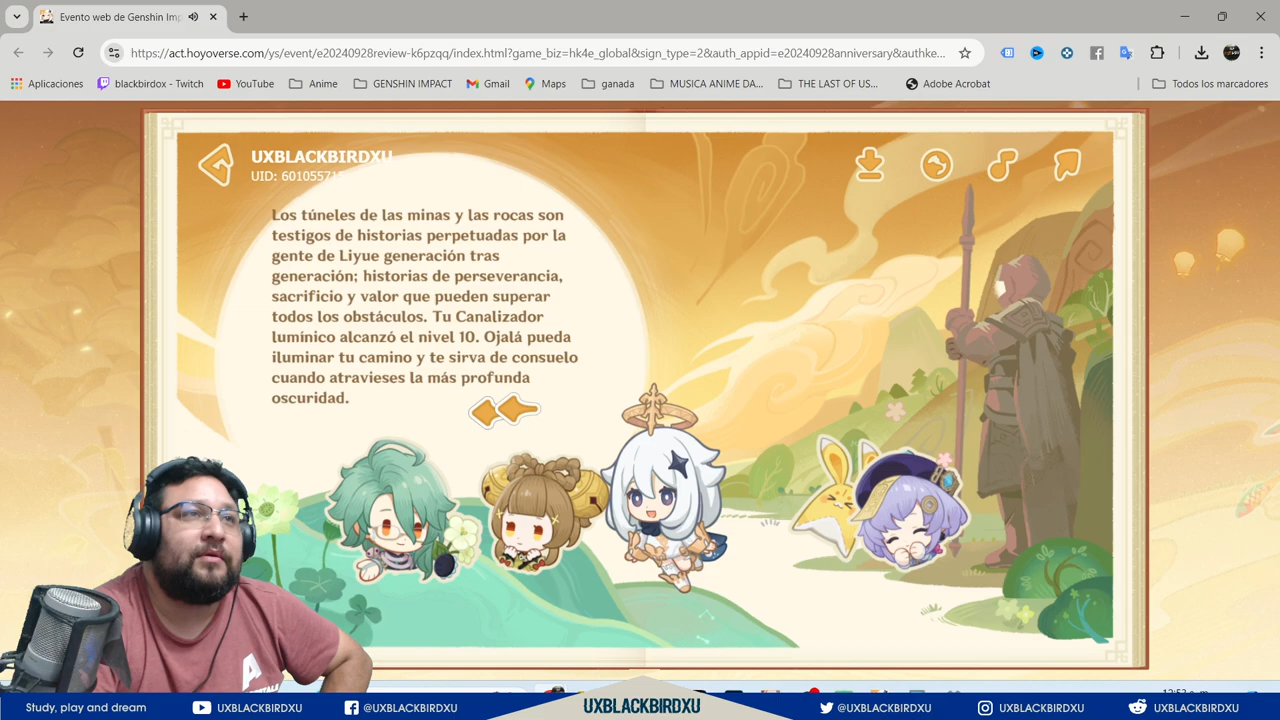 Evento web de Genshin Imp
https://act.hoyoverse.com/ys/event/e20240928review-k6pzqq/index.html?game_biz=hk4e_global&sign_type=2&auth_appid=e20240928anniversary&authke...
Aplicaciones
blackbirdox - Twitch
YouTube
Anime
GENSHIN IMPACT
Gmail
Maps
ganada
MUSICA ANIME DA...
THE LAST OF US...
Adobe Acrobat
Todos los marcadores
UXBLACKBIRDXU
UID:
Los túneles de las minas y las rocas son
testigos de historias perpetuadas por la
gente de Liyue generación tras
generación; historias de perseverancia,
sacrificio y valor que pueden superar
todos los obstáculos. Tu Canalizador
lumínico alcanzó el nivel 10. Ojalá pueda
iluminar tu camino y te sirva de consuelo
cuando atravieses la más profunda
oscuridad.
Study, play and dream
UXBLACKBIRDXU
@UXBLACKBIRDXU
UXBLACKBIRDXU
@UXBLACKBIRDXU
UXBLACKBIRDXU
UXBLACKBIRDXU